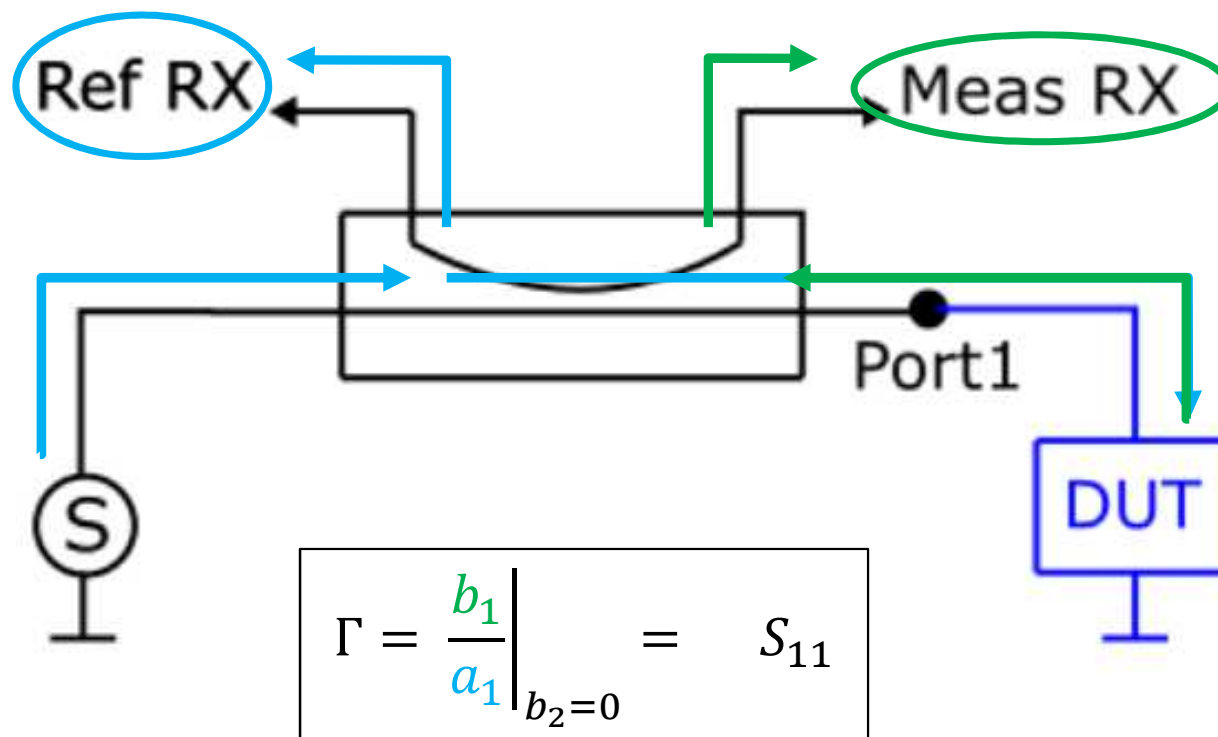 Ref RX
Meas RX
Port1
S
DUT
Γ = b₁/a₁|b₂=0 = S₁₁